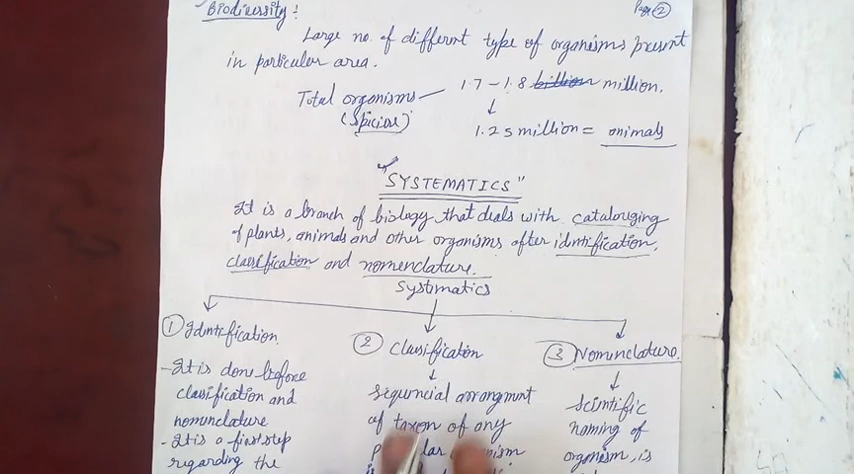 Biodiversity:
Page ②
Large no. of different type of organisms present
in particular area.
Total organisms — 1.7 - 1.8 billion million.
(Spiciese)
↓
1.25 million = animals
"SYSTEMATICS"
It is a branch of biology that deals with catalouging
of plants, animals and other organisms after identification,
classification and nomenclature.
Systematics
① Identification
② Classification
③ Nomenclature.
- It is done before
classification and
nomenclature
- It is a first step
regarding the
↓
sequencial arrangment
of taxon of any
↓
Scientific
naming of
organism, is